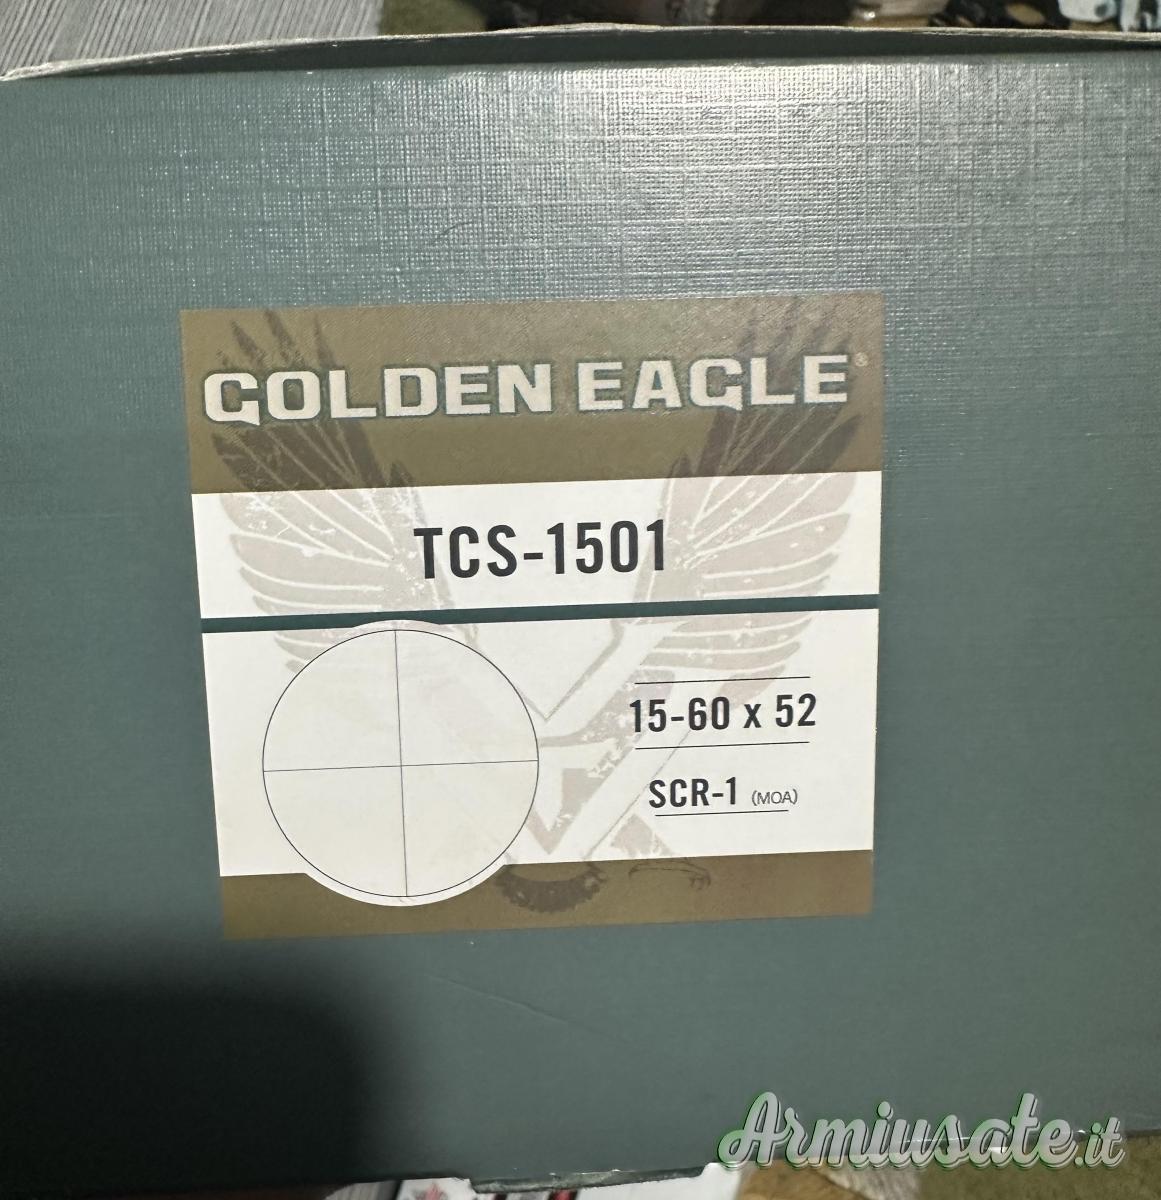 GOLDEN EAGLE®
TCS-1501
15-60 x 52
SCR-1 (MOA)
Armiusate.it